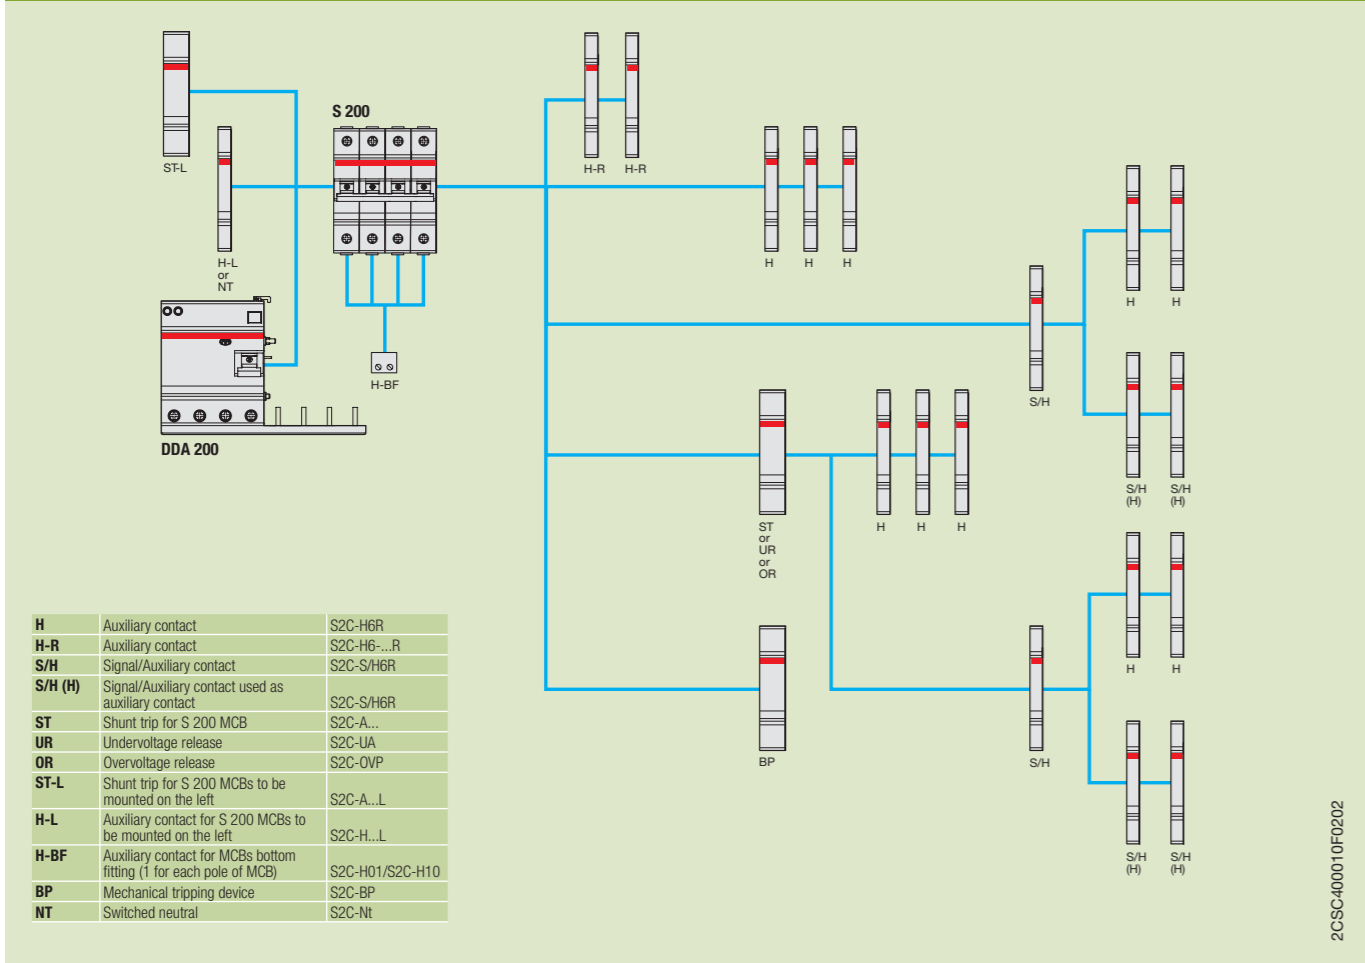 S 200
ST-L
H-R H-R
H-L
or
NT
H H H
H H
H-BF
S/H
DDA 200
S/H
(H)
S/H
(H)
ST
or
UR
or
OR
H H H
H H
BP
S/H
S/H
(H)
S/H
(H)
H Auxiliary contact S2C-H6R
H-R Auxiliary contact S2C-H6-...R
S/H Signal/Auxiliary contact S2C-S/H6R
S/H (H) Signal/Auxiliary contact used as
auxiliary contact S2C-S/H6R
ST Shunt trip for S 200 MCB S2C-A...
UR Undervoltage release S2C-UA
OR Overvoltage release S2C-OVP
ST-L Shunt trip for S 200 MCBs to be
mounted on the left S2C-A...L
H-L Auxiliary contact for S 200 MCBs to
be mounted on the left S2C-H...L
H-BF Auxiliary contact for MCBs bottom
fitting (1 for each pole of MCB) S2C-H01/S2C-H10
BP Mechanical tripping device S2C-BP
NT Switched neutral S2C-Nt
2CSC400010F0202